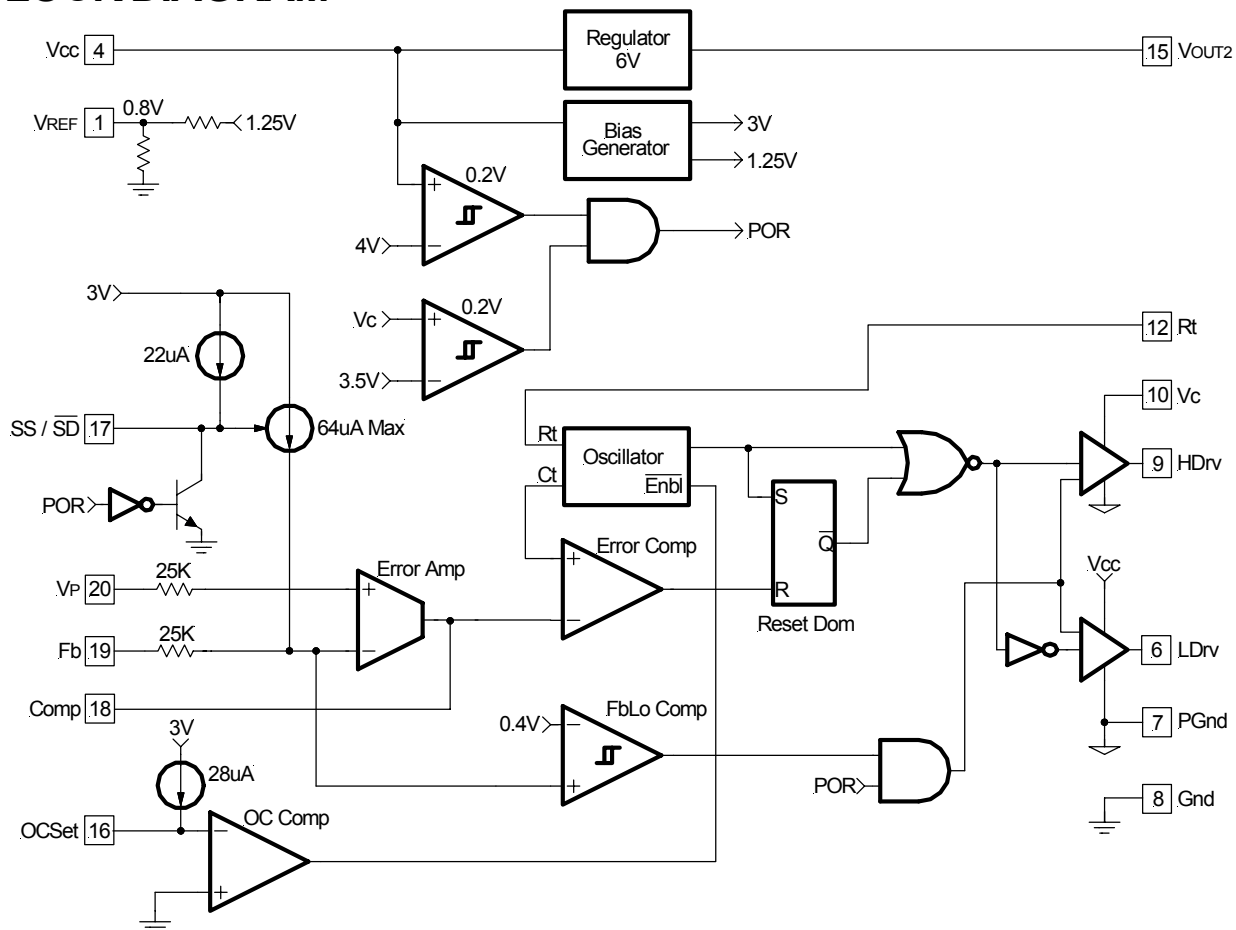 Vcc 4
Regulator
6V
15 VOUT2
VREF 1
0.8V
1.25V
Bias
Generator
3V
1.25V
+
0.2V
4V
−
POR
3V
22uA
Vc
+
0.2V
3.5V
−
12 Rt
SS / SD 17
64uA Max
10 Vc
Rt
Oscillator
9 HDrv
Ct
Enbl
POR
S
Q
R
Reset Dom
Error Comp
+
−
VP 20
25K
Error Amp
+
Vcc
Fb 19
25K
−
6 LDrv
Comp 18
FbLo Comp
0.4V
−
+
7 PGnd
3V
28uA
POR
8 Gnd
OCSet 16
−
OC Comp
+